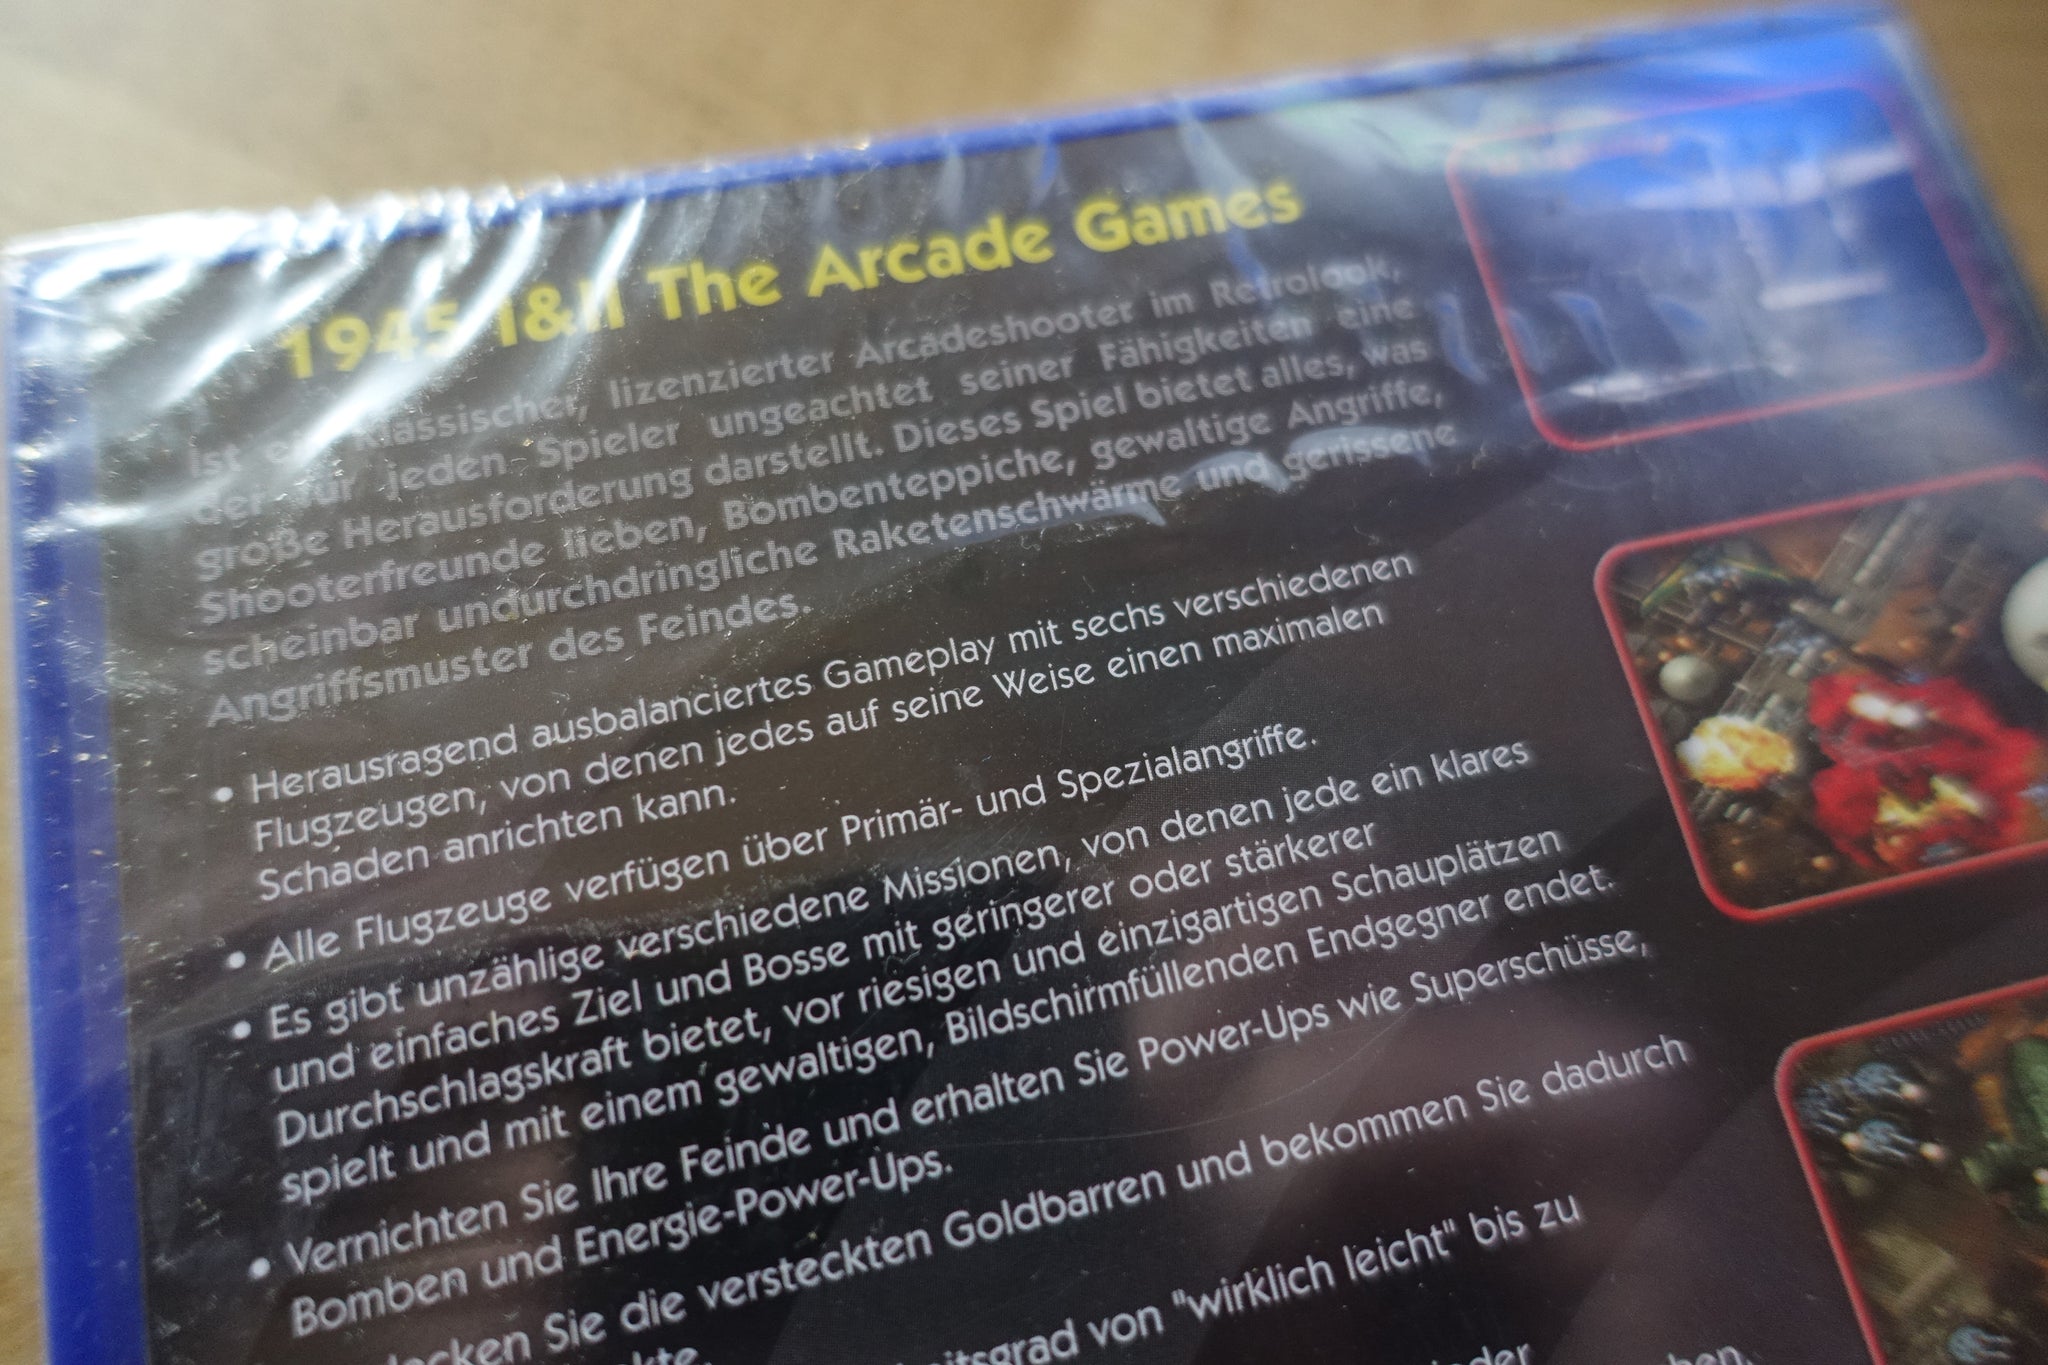 1945 I&II The Arcade Games
ist ein klassischer, lizenzierter Arcadeshooter im Retrolook,
der für jeden Spieler ungeachtet seiner Fähigkeiten eine
große Herausforderung darstellt. Dieses Spiel bietet alles, was
Shooterfreunde lieben, Bombenteppiche, gewaltige Angriffe,
scheinbar undurchdringliche Raketenschwärme und gerissene
Angriffsmuster des Feindes.
• Herausragend ausbalanciertes Gameplay mit sechs verschiedenen
Flugzeugen, von denen jedes auf seine Weise einen maximalen
Schaden anrichten kann.
• Alle Flugzeuge verfügen über Primär- und Spezialangriffe.
• Es gibt unzählige verschiedene Missionen, von denen jede ein klares
und einfaches Ziel und Bosse mit geringerer oder stärkerer
Durchschlagskraft bietet, vor riesigen und einzigartigen Schauplätzen
spielt und mit einem gewaltigen, Bildschirmfüllenden Endgegner endet.
• Vernichten Sie Ihre Feinde und erhalten Sie Power-Ups wie Superschüsse,
Bomben und Energie-Power-Ups.
Sie die versteckten Goldbarren und bekommen Sie dadurch
von "wirklich leicht" bis zu